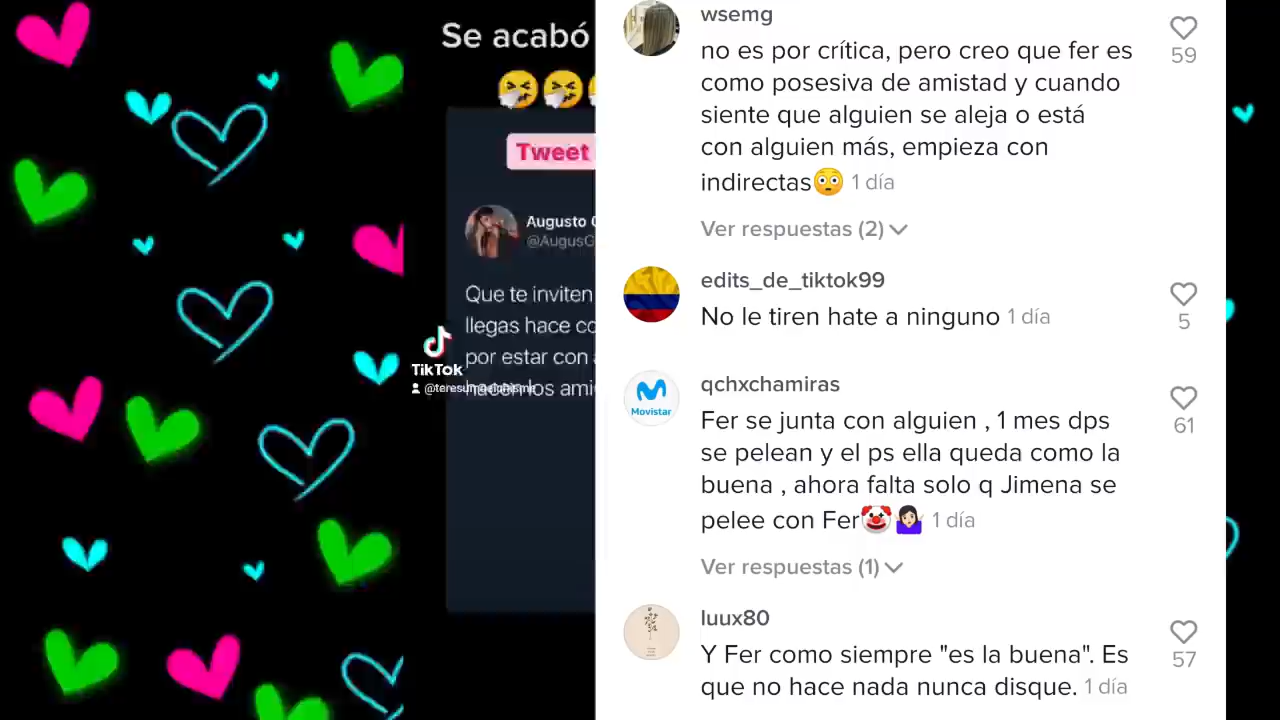 Se acabó
Tweet
Augusto
@AugusG
Que te inviten
llegas hace
por estar con
hacemos los
TikTok
wsemg
no es por crítica, pero creo que fer es
como posesiva de amistad y cuando
siente que alguien se aleja o está
con alguien más, empieza con
indirectas😳 1 día
Ver respuestas (2)
59
edits_de_tiktok99
No le tiren hate a ninguno 1 día
5
Movistar
qchxchamiras
Fer se junta con alguien , 1 mes dps
se pelean y el ps ella queda como la
buena , ahora falta solo q Jimena se
pelee con Fer🤡🤷🏻‍♀️ 1 día
Ver respuestas (1)
61
luux80
Y Fer como siempre "es la buena". Es
que no hace nada nunca disque. 1 día
57